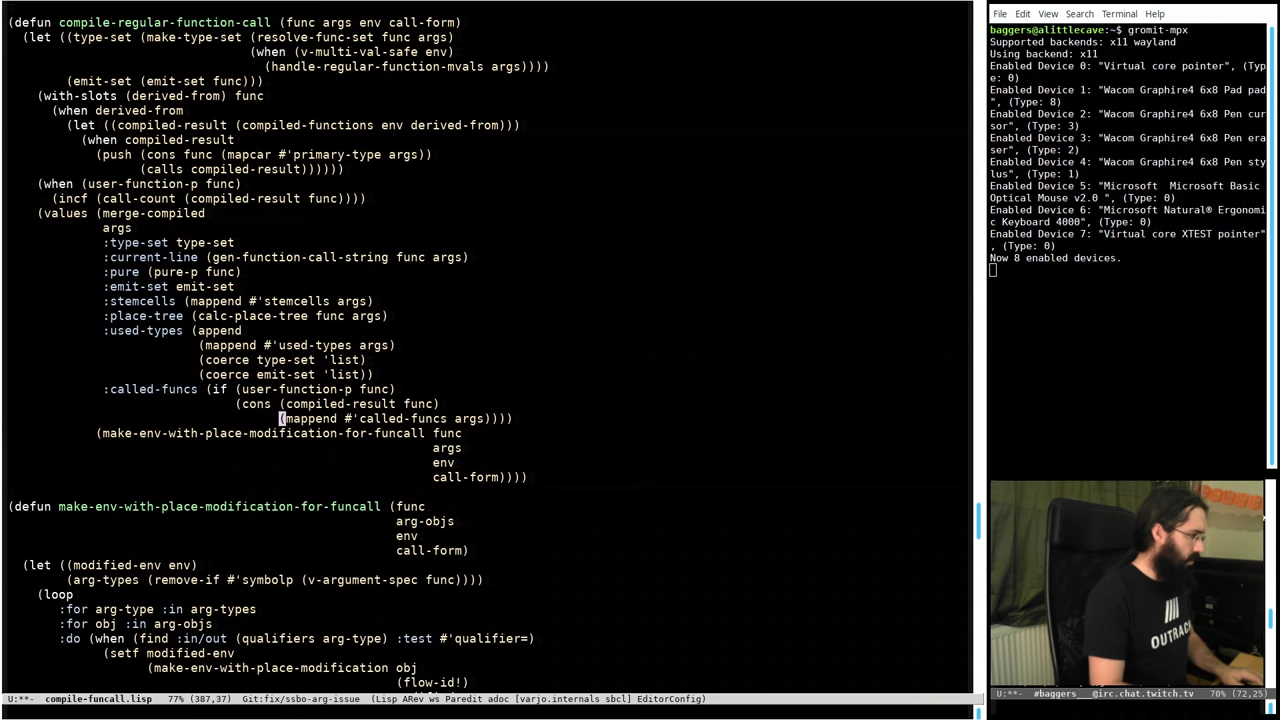 (defun compile-regular-function-call (func args env call-form)
  (let ((type-set (make-type-set (resolve-func-set func args)
                                 (when (v-multi-val-safe env)
                                   (handle-regular-function-mvals args))))
        (emit-set (emit-set func)))
    (with-slots (derived-from) func
      (when derived-from
        (let ((compiled-result (compiled-functions env derived-from)))
          (when compiled-result
            (push (cons func (mapcar #'primary-type args))
                  (calls compiled-result))))))
    (when (user-function-p func)
      (incf (call-count (compiled-result func))))
    (values (merge-compiled
             args
             :type-set type-set
             :current-line (gen-function-call-string func args)
             :pure (pure-p func)
             :emit-set emit-set
             :stemcells (mappend #'stemcells args)
             :place-tree (calc-place-tree func args)
             :used-types (append
                          (mappend #'used-types args)
                          (coerce type-set 'list)
                          (coerce emit-set 'list))
             :called-funcs (if (user-function-p func)
                               (cons (compiled-result func)
                                     (mappend #'called-funcs args))))
            (make-env-with-place-modification-for-funcall func
                                                          args
                                                          env
                                                          call-form))))
(defun make-env-with-place-modification-for-funcall (func
                                                     arg-objs
                                                     env
                                                     call-form)
  (let ((modified-env env)
        (arg-types (remove-if #'symbolp (v-argument-spec func))))
    (loop
       :for arg-type :in arg-types
       :for obj :in arg-objs
       :do (when (find :in/out (qualifiers arg-type) :test #'qualifier=)
             (setf modified-env
                   (make-env-with-place-modification obj
                                                     (flow-id!)
U:**-  compile-funcall.lisp   77% (387,37)   Git:fix/ssbo-arg-issue  (Lisp ARev ws Paredit adoc [varjo.internals sbcl] EditorConfig)
File Edit View Search Terminal Help
baggers@alittlecave:~$ gromit-mpx
Supported backends: x11 wayland
Using backend: x11
Enabled Device 0: "Virtual core pointer", (Typ
e: 0)
Enabled Device 1: "Wacom Graphire4 6x8 Pad pad
", (Type: 8)
Enabled Device 2: "Wacom Graphire4 6x8 Pen cur
sor", (Type: 3)
Enabled Device 3: "Wacom Graphire4 6x8 Pen era
ser", (Type: 2)
Enabled Device 4: "Wacom Graphire4 6x8 Pen sty
lus", (Type: 1)
Enabled Device 5: "Microsoft  Microsoft Basic
Optical Mouse v2.0 ", (Type: 0)
Enabled Device 6: "Microsoft Natural® Ergonomi
c Keyboard 4000", (Type: 0)
Enabled Device 7: "Virtual core XTEST pointer"
, (Type: 0)
Now 8 enabled devices.
OUTRAC
U:**-  #baggers  _@irc.chat.twitch.tv   70% (72,25)